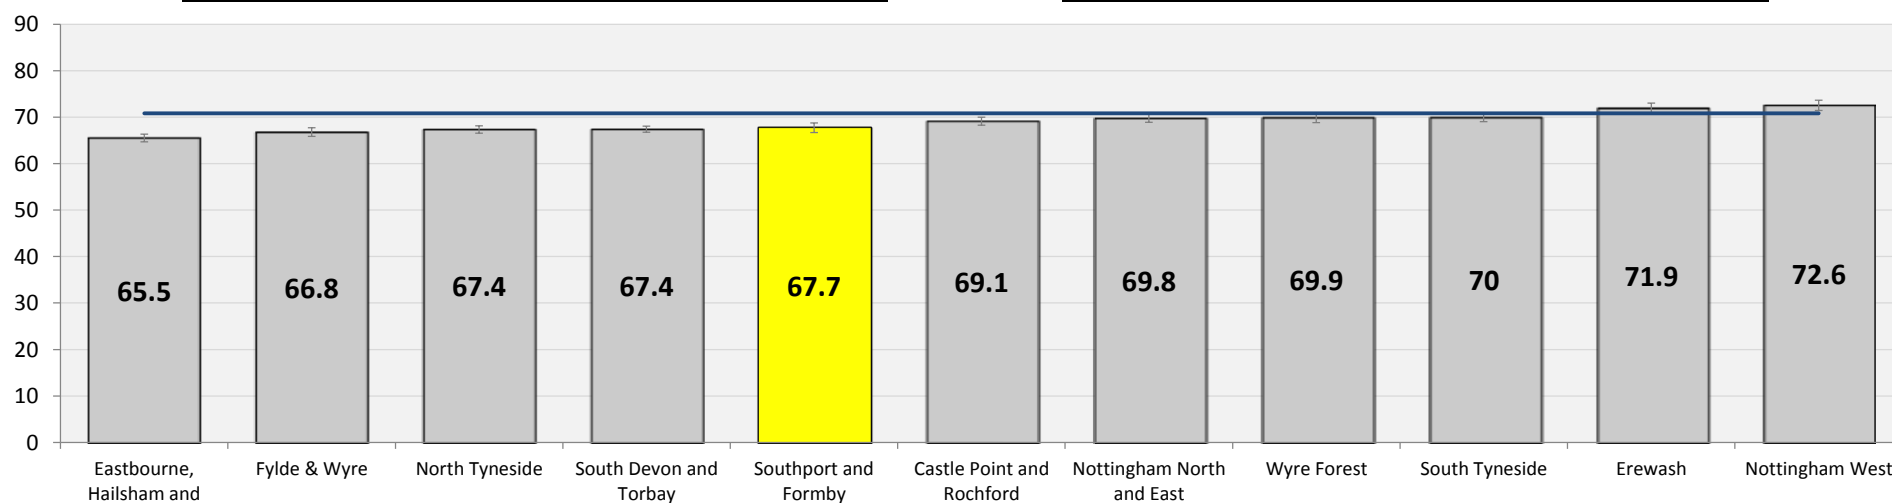 90
80
70
60
50
40
30
20
10
0
65.5
66.8
67.4
67.4
67.7
69.1
69.8
69.9
70
71.9
72.6
Eastbourne,
Hailsham and
Fylde & Wyre
North Tyneside
South Devon and
Torbay
Southport and
Formby
Castle Point and
Rochford
Nottingham North
and East
Wyre Forest
South Tyneside
Erewash
Nottingham West